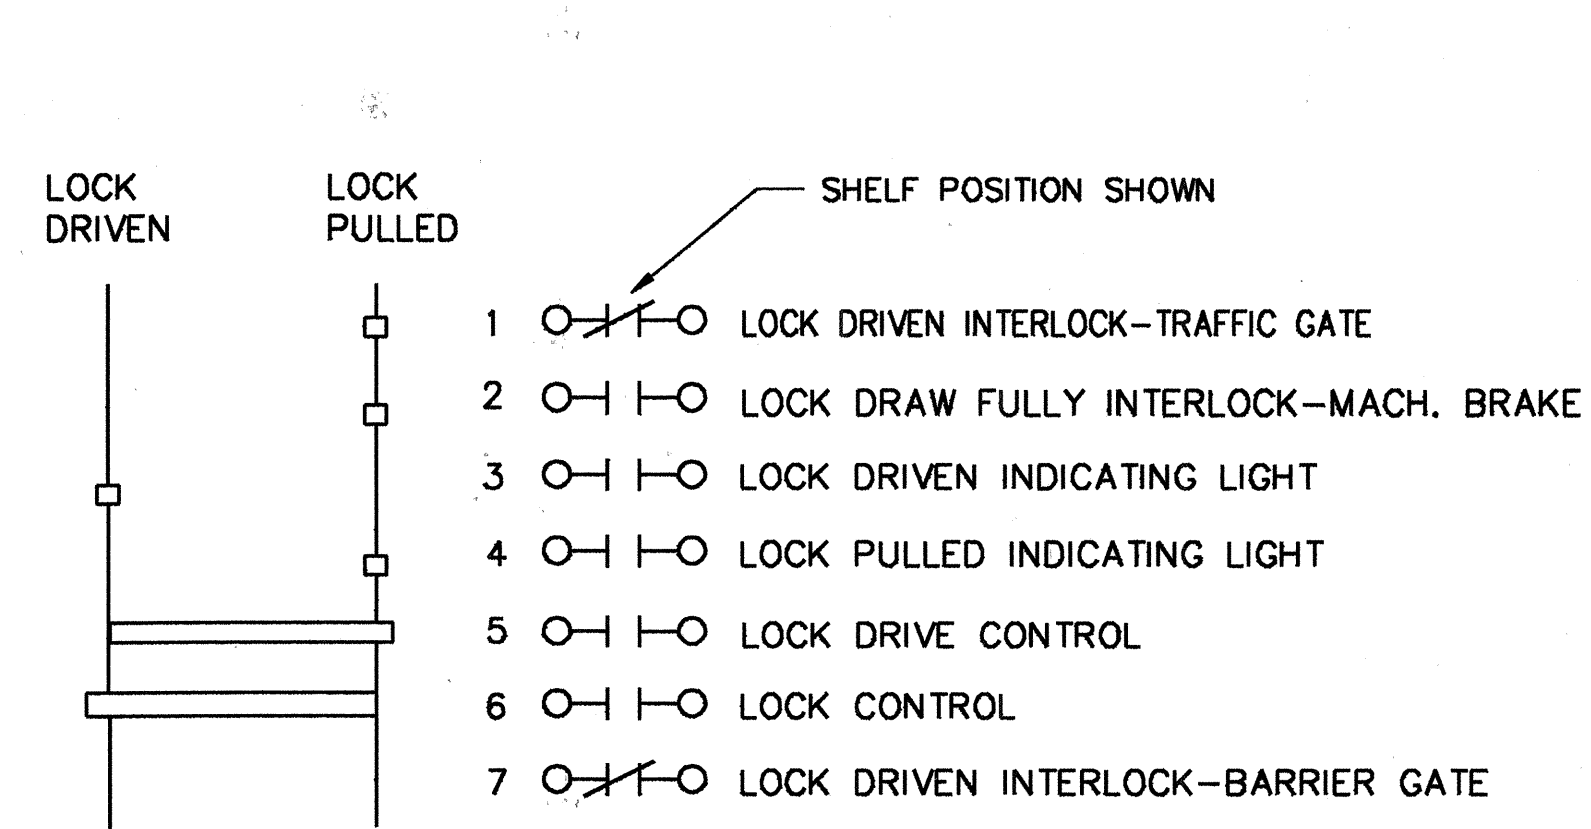 LOCK
DRIVEN
LOCK
PULLED
SHELF POSITION SHOWN
1 LOCK DRIVEN INTERLOCK-TRAFFIC GATE
2 LOCK DRAW FULLY INTERLOCK-MACH. BRAKE
3 LOCK DRIVEN INDICATING LIGHT
4 LOCK PULLED INDICATING LIGHT
5 LOCK DRIVE CONTROL
6 LOCK CONTROL
7 LOCK DRIVEN INTERLOCK-BARRIER GATE